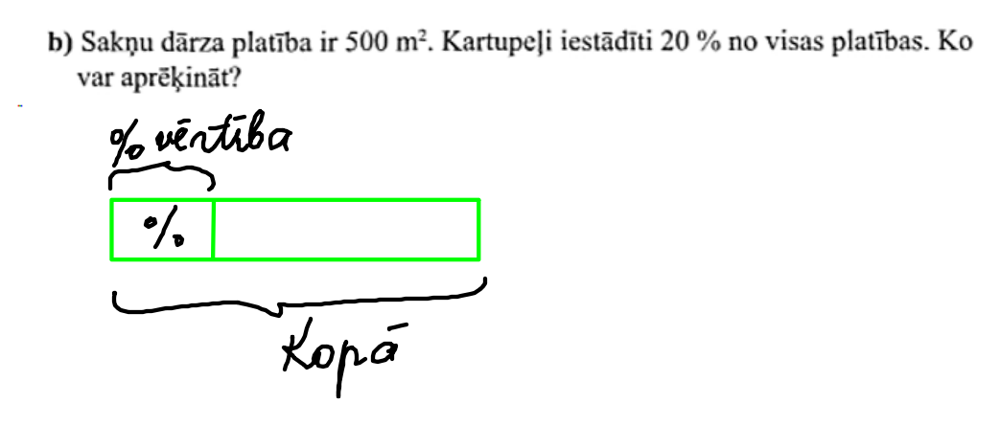 b) Sakņu dārza platība ir 500 m². Kartupeļi iestādīti 20 % no visas platības. Ko
var aprēķināt?
% vērtība
%
Kopā